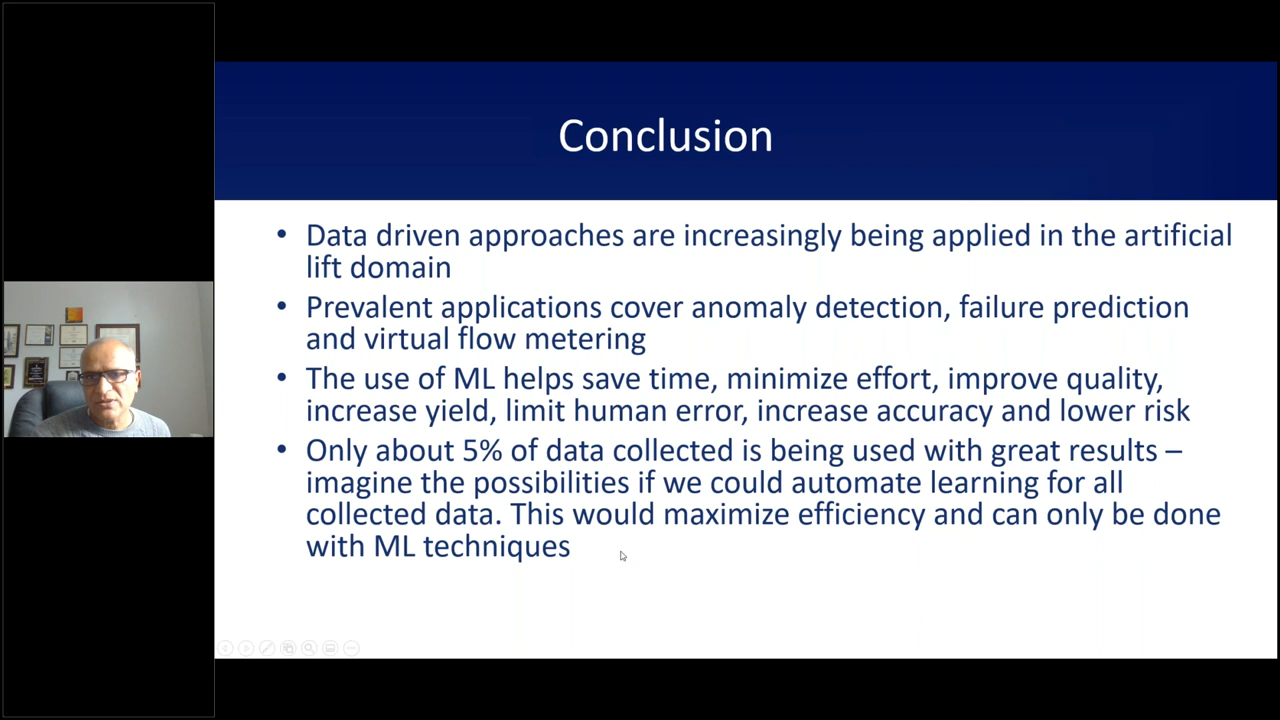 Conclusion
• Data driven approaches are increasingly being applied in the artificial
lift domain
• Prevalent applications cover anomaly detection, failure prediction
and virtual flow metering
• The use of ML helps save time, minimize effort, improve quality,
increase yield, limit human error, increase accuracy and lower risk
• Only about 5% of data collected is being used with great results –
imagine the possibilities if we could automate learning for all
collected data. This would maximize efficiency and can only be done
with ML techniques